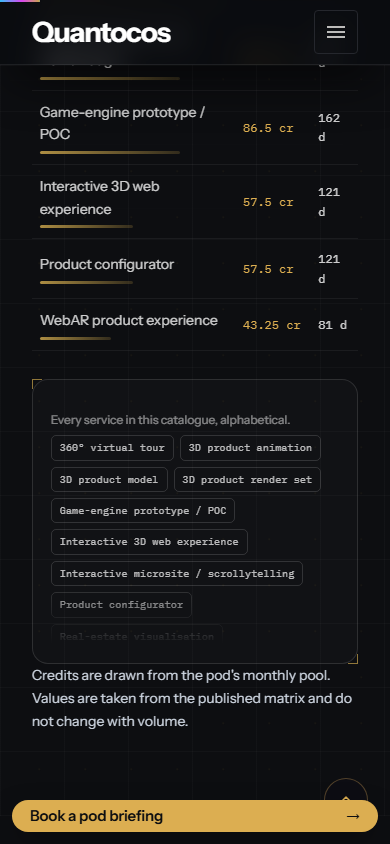 Quantocos
Game-engine prototype /
POC
86.5 cr
162
d
Interactive 3D web
experience
57.5 cr
121
d
Product configurator
57.5 cr
121
d
WebAR product experience
43.25 cr
81 d
Every service in this catalogue, alphabetical.
360° virtual tour
3D product animation
3D product model
3D product render set
Game-engine prototype / POC
Interactive 3D web experience
Interactive microsite / scrollytelling
Product configurator
Real-estate visualisation
Credits are drawn from the pod's monthly pool.
Values are taken from the published matrix and do
not change with volume.
Book a pod briefing →